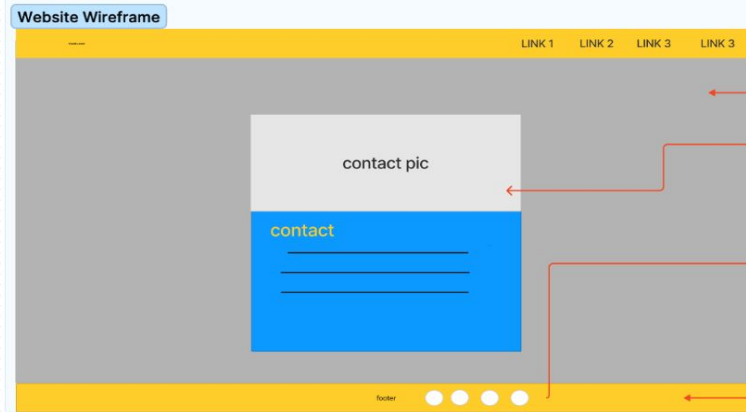 Website Wireframe
LINK 1 LINK 2 LINK 3 LINK 3
contact pic
contact
footer